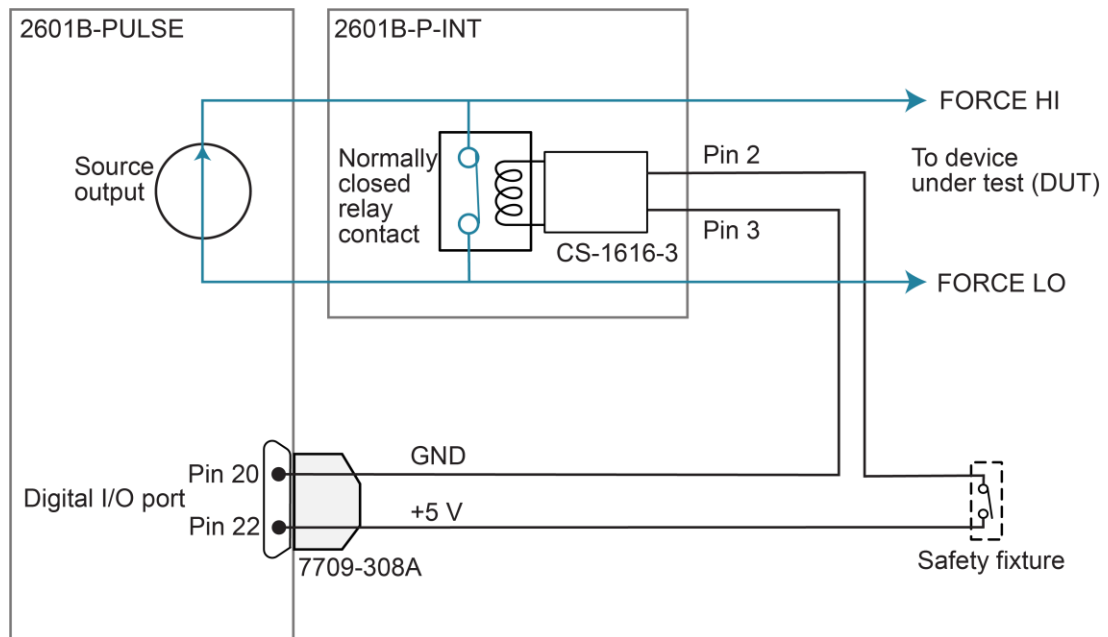 2601B-PULSE
2601B-P-INT
FORCE HI
Source
output
Normally
closed
relay
contact
Pin 2
To device
under test (DUT)
Pin 3
CS-1616-3
FORCE LO
GND
Pin 20
Digital I/O port
+5 V
Pin 22
Safety fixture
7709-308A